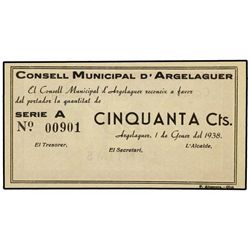 CONSELL MUNICIPAL D'ARGELAGUER
El Consell Municipal d'Argelaguer reconeix a favor
del portador la quantitat de
SERIE A
Nº 00901
CINQUANTA Cts.
Argelaguer, 1 de Gener del 1938.
El Tresorer, El Secretari, L'Alcalde,